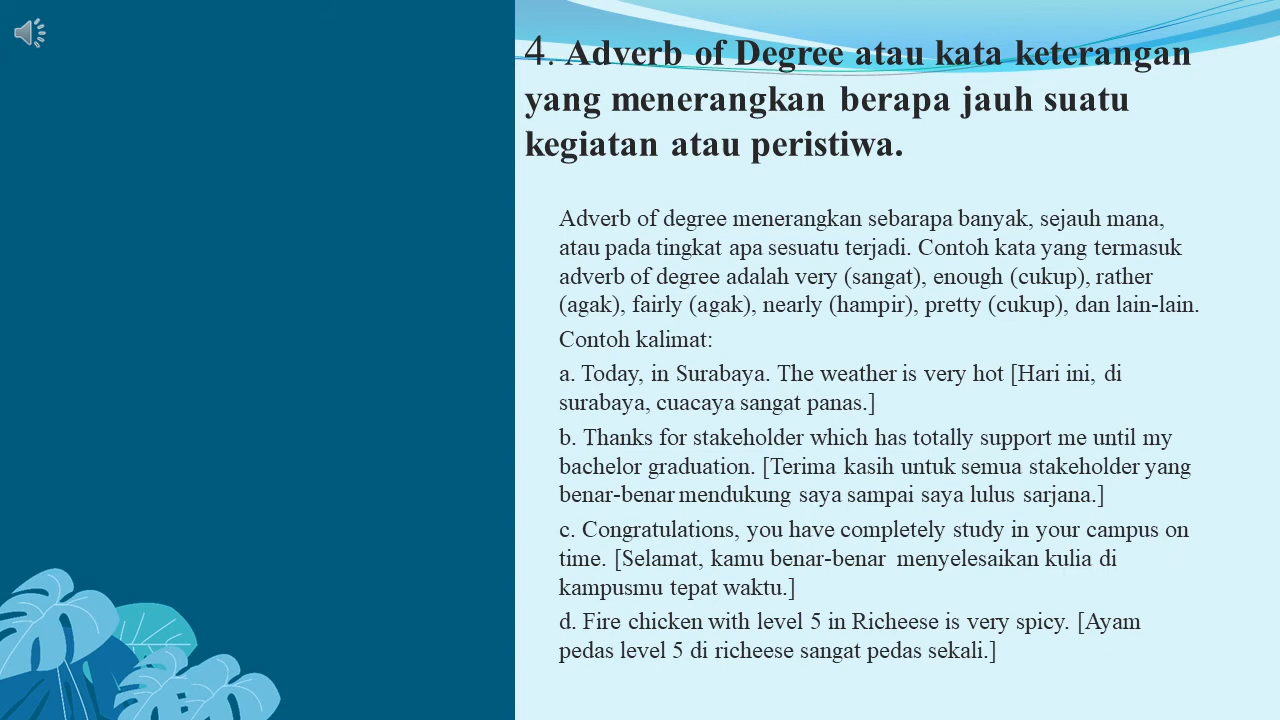 4. Adverb of Degree atau kata keterangan
yang menerangkan berapa jauh suatu
kegiatan atau peristiwa.
Adverb of degree menerangkan sebarapa banyak, sejauh mana,
atau pada tingkat apa sesuatu terjadi. Contoh kata yang termasuk
adverb of degree adalah very (sangat), enough (cukup), rather
(agak), fairly (agak), nearly (hampir), pretty (cukup), dan lain-lain.
Contoh kalimat:
a. Today, in Surabaya. The weather is very hot [Hari ini, di
surabaya, cuacaya sangat panas.]
b. Thanks for stakeholder which has totally support me until my
bachelor graduation. [Terima kasih untuk semua stakeholder yang
benar-benar mendukung saya sampai saya lulus sarjana.]
c. Congratulations, you have completely study in your campus on
time. [Selamat, kamu benar-benar menyelesaikan kulia di
kampusmu tepat waktu.]
d. Fire chicken with level 5 in Richeese is very spicy. [Ayam
pedas level 5 di richeese sangat pedas sekali.]